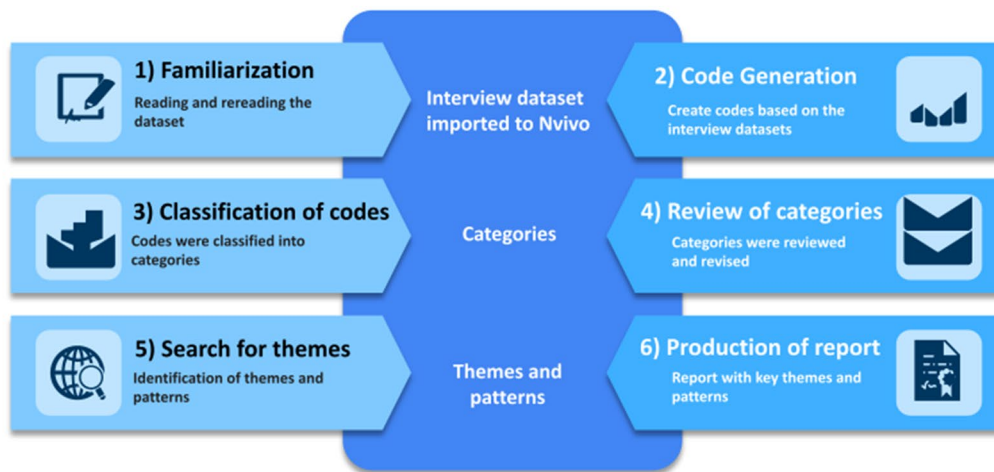 1) Familiarization
Reading and rereading the
dataset
Interview dataset
imported to Nvivo
2) Code Generation
Create codes based on the
interview datasets
3) Classification of codes
Codes were classified into
categories
Categories
4) Review of categories
Categories were reviewed
and revised
5) Search for themes
Identification of themes and
patterns
Themes and
patterns
6) Production of report
Report with key themes and
patterns